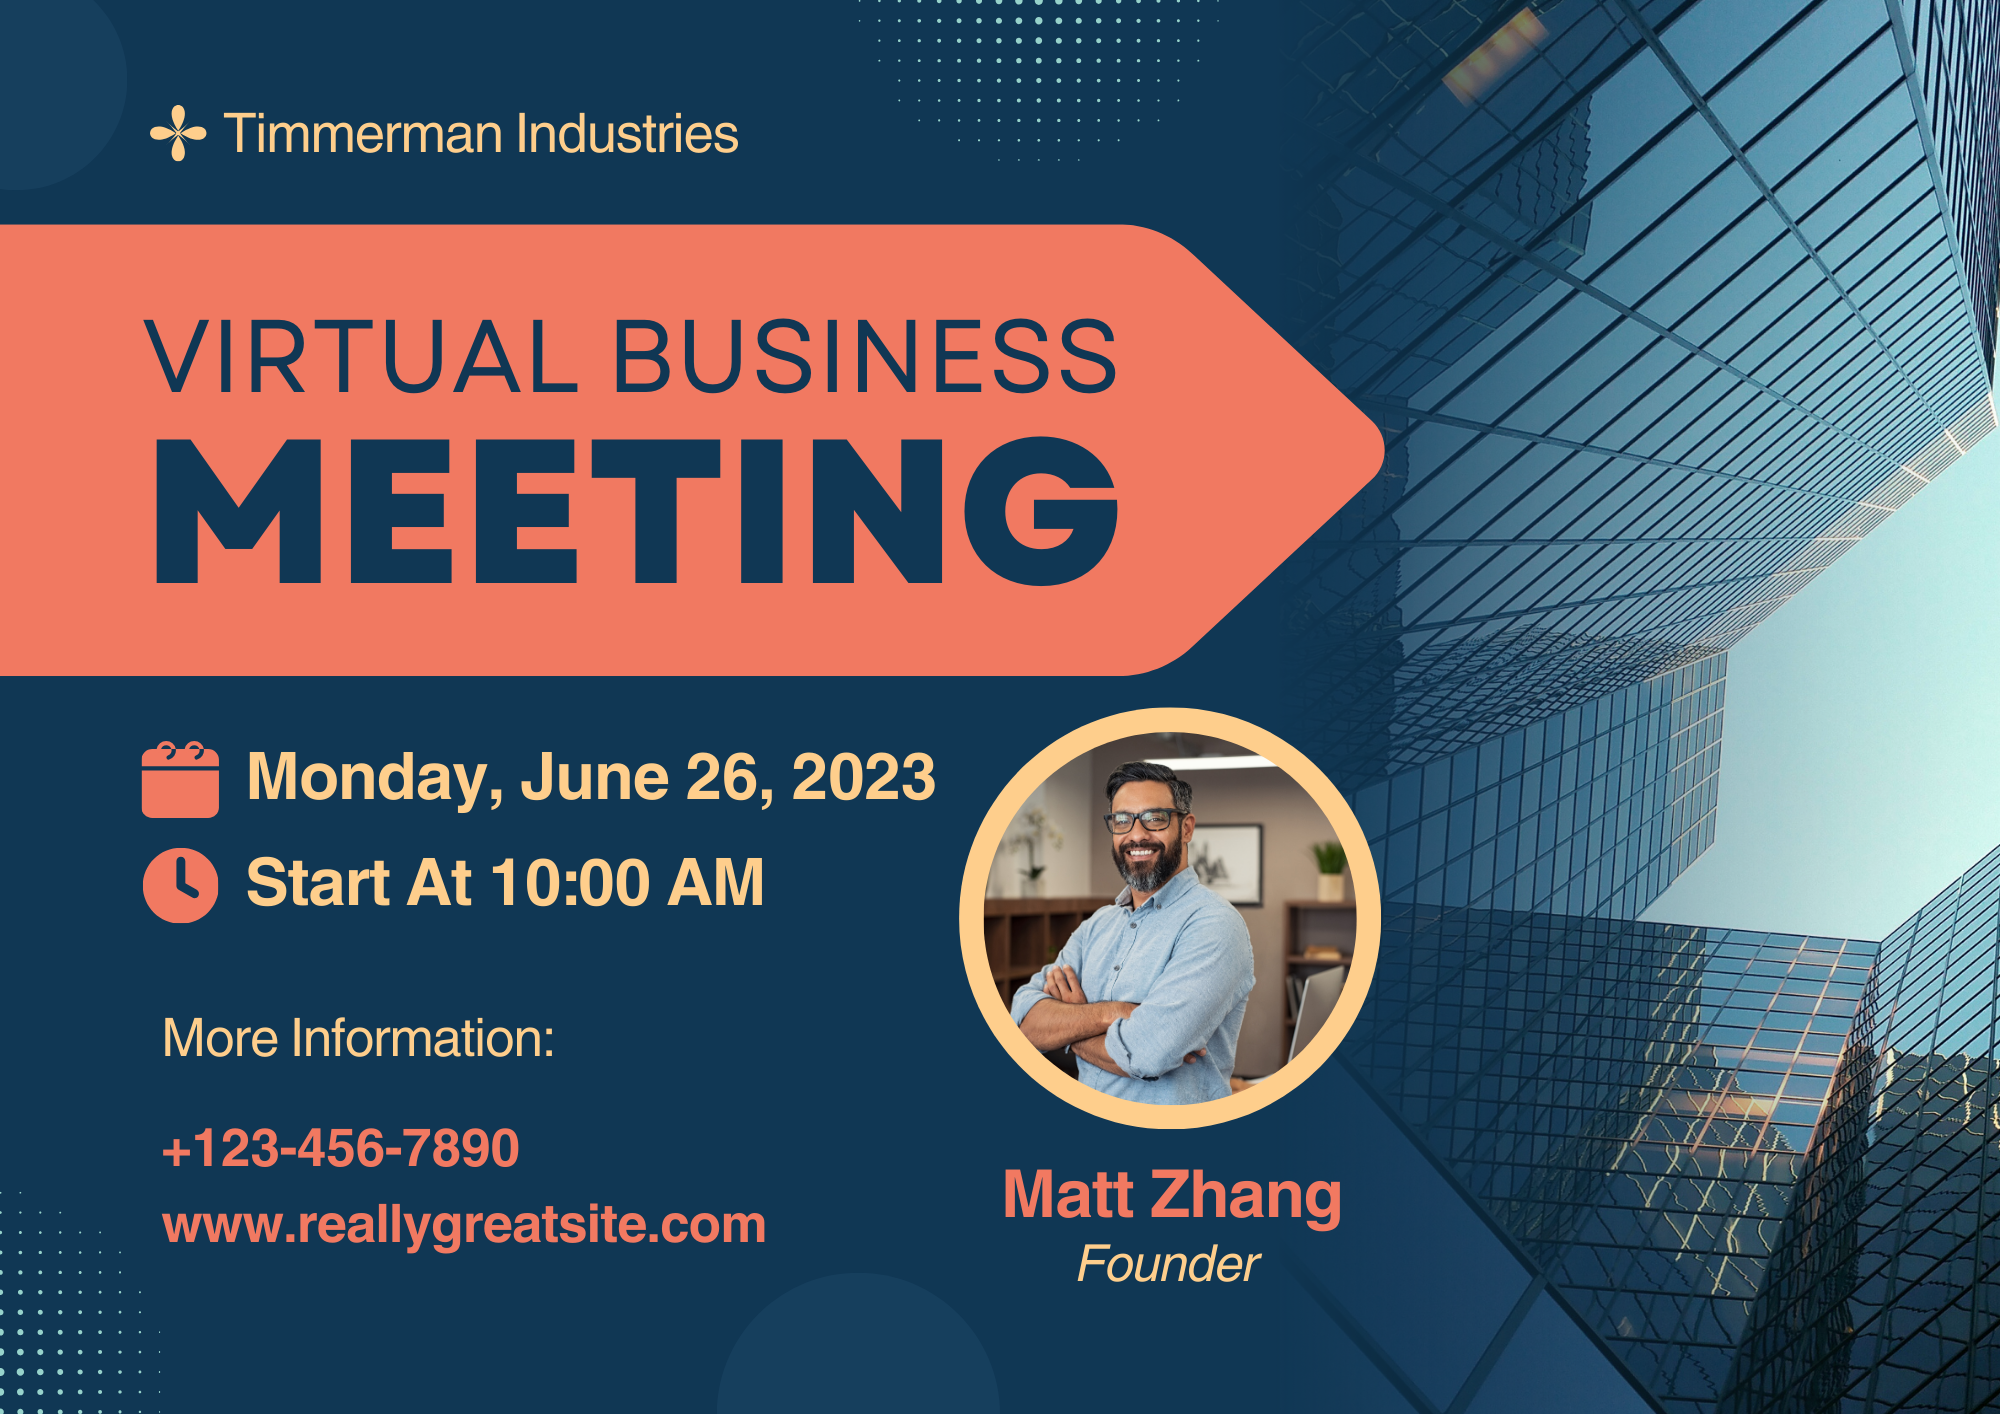 Timmerman Industries
VIRTUAL BUSINESS
MEETING
Monday, June 26, 2023
Start At 10:00 AM
More Information:
+123-456-7890
www.reallygreatsite.com
Matt Zhang
Founder